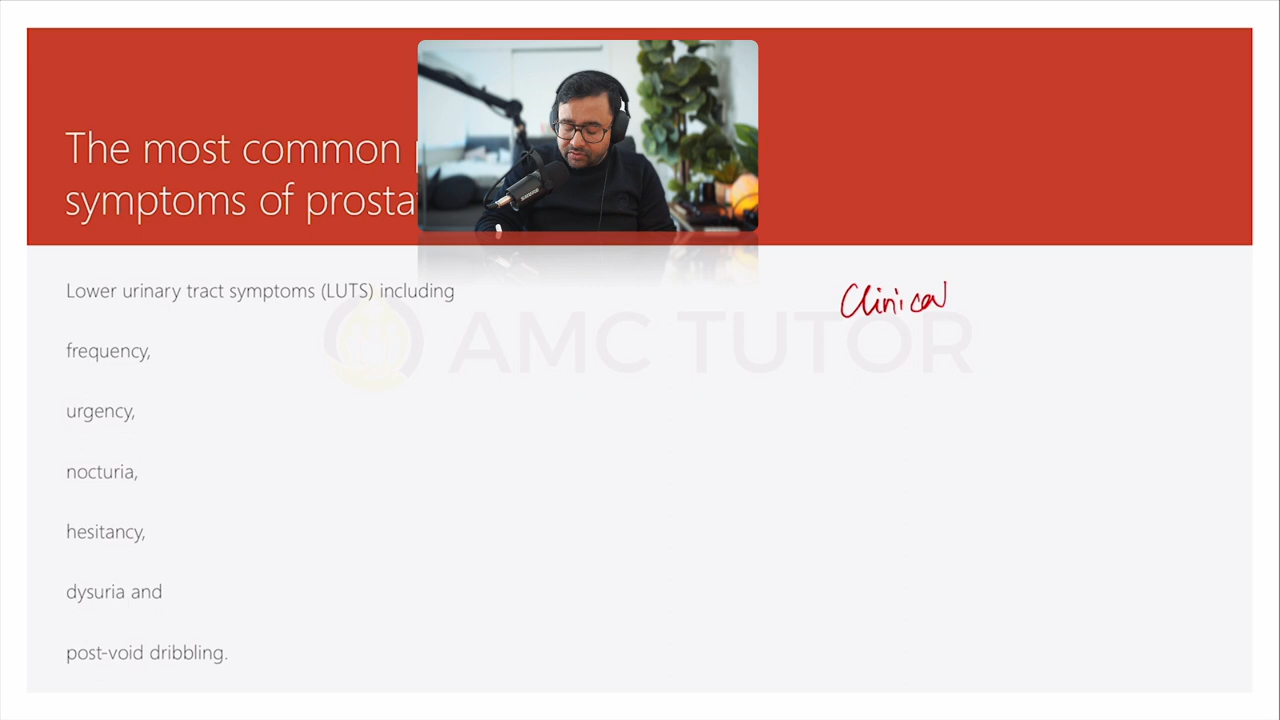 The most common
symptoms of
Lower urinary tract symptoms (LUTS) including
Clinical
AMC TUTOR
frequency,
urgency,
nocturia,
hesitancy,
dysuria and
post-void dribbling.
SHURE